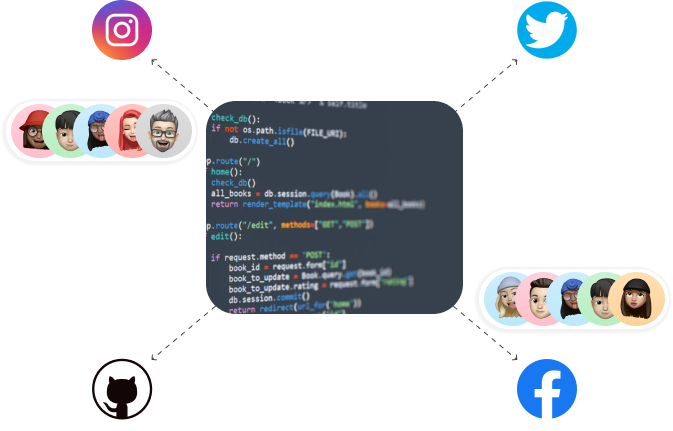 & self.title
check_db():
if not os.path.isfile(FILE_URI):
db.create_all()
p.route("/")
home():
check_db()
all_books = db.session.query(Book).all()
return render_template("index.html", books=all_books)
p.route("/edit", methods=["GET","POST"])
edit():
if request.method == 'POST':
book_id = request.form["id"]
book_to_update = Book.query.get(book_id)
book_to_update.rating = request.form["rating"]
db.session.commit()
return redirect(url_for('home'))